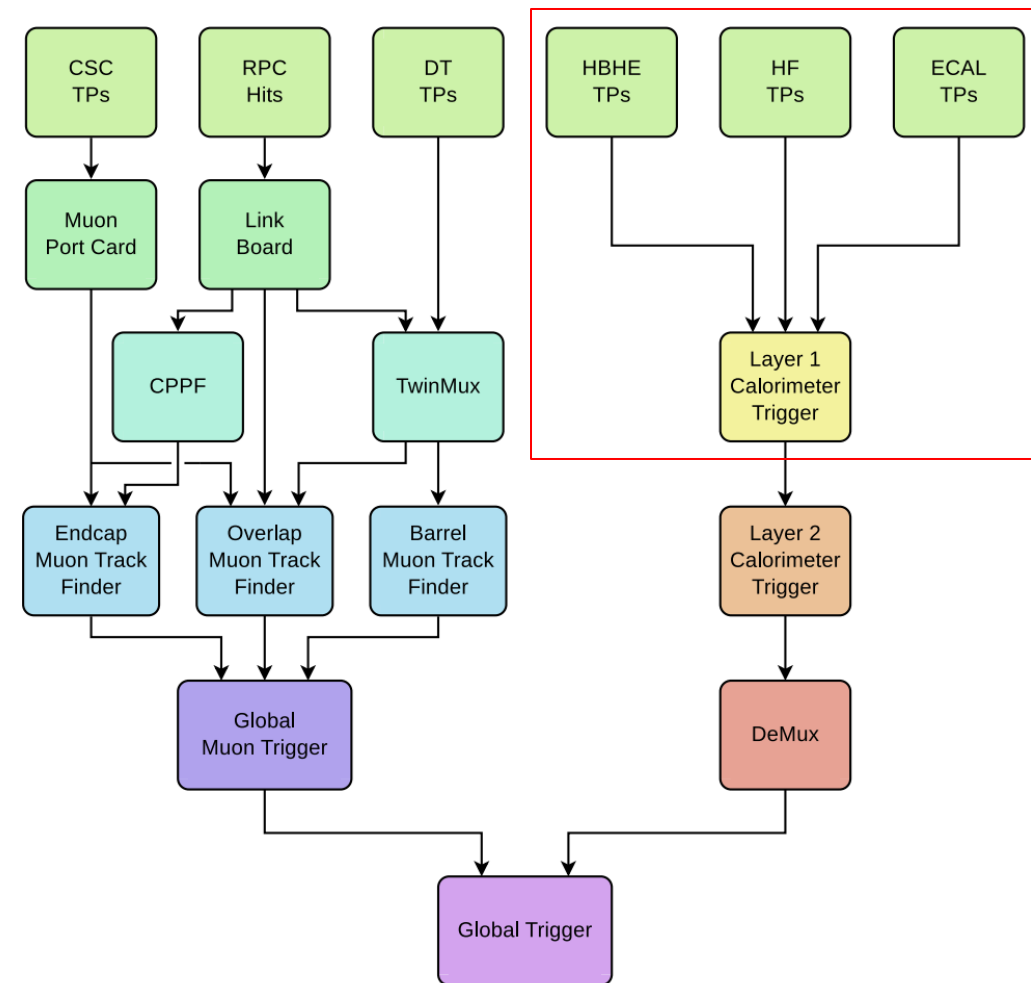 CSC
TPs
RPC
Hits
DT
TPs
HBHE
TPs
HF
TPs
ECAL
TPs
Muon
Port Card
Link
Board
CPPF
TwinMux
Layer 1
Calorimeter
Trigger
Endcap
Muon Track
Finder
Overlap
Muon Track
Finder
Barrel
Muon Track
Finder
Layer 2
Calorimeter
Trigger
Global
Muon Trigger
DeMux
Global Trigger